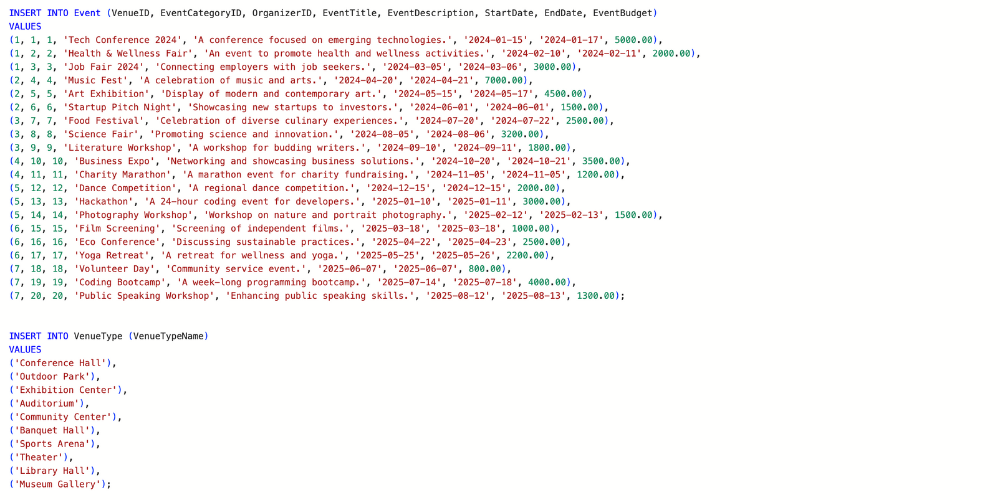 INSERT INTO Event (VenueID, EventCategoryID, OrganizerID, EventTitle, EventDescription, StartDate, EndDate, EventBudget)
VALUES
(1, 1, 1, 'Tech Conference 2024', 'A conference focused on emerging technologies.', '2024-01-15', '2024-01-17', 5000.00),
(1, 2, 2, 'Health & Wellness Fair', 'An event to promote health and wellness activities.', '2024-02-10', '2024-02-11', 2000.00),
(1, 3, 3, 'Job Fair 2024', 'Connecting employers with job seekers.', '2024-03-05', '2024-03-06', 3000.00),
(2, 4, 4, 'Music Fest', 'A celebration of music and arts.', '2024-04-20', '2024-04-21', 7000.00),
(2, 5, 5, 'Art Exhibition', 'Display of modern and contemporary art.', '2024-05-15', '2024-05-17', 4500.00),
(2, 6, 6, 'Startup Pitch Night', 'Showcasing new startups to investors.', '2024-06-01', '2024-06-01', 1500.00),
(3, 7, 7, 'Food Festival', 'Celebration of diverse culinary experiences.', '2024-07-20', '2024-07-22', 2500.00),
(3, 8, 8, 'Science Fair', 'Promoting science and innovation.', '2024-08-05', '2024-08-06', 3200.00),
(3, 9, 9, 'Literature Workshop', 'A workshop for budding writers.', '2024-09-10', '2024-09-11', 1800.00),
(4, 10, 10, 'Business Expo', 'Networking and showcasing business solutions.', '2024-10-20', '2024-10-21', 3500.00),
(4, 11, 11, 'Charity Marathon', 'A marathon event for charity fundraising.', '2024-11-05', '2024-11-05', 1200.00),
(5, 12, 12, 'Dance Competition', 'A regional dance competition.', '2024-12-15', '2024-12-15', 2000.00),
(5, 13, 13, 'Hackathon', 'A 24-hour coding event for developers.', '2025-01-10', '2025-01-11', 3000.00),
(5, 14, 14, 'Photography Workshop', 'Workshop on nature and portrait photography.', '2025-02-12', '2025-02-13', 1500.00),
(6, 15, 15, 'Film Screening', 'Screening of independent films.', '2025-03-18', '2025-03-18', 1000.00),
(6, 16, 16, 'Eco Conference', 'Discussing sustainable practices.', '2025-04-22', '2025-04-23', 2500.00),
(6, 17, 17, 'Yoga Retreat', 'A retreat for wellness and yoga.', '2025-05-25', '2025-05-26', 2200.00),
(7, 18, 18, 'Volunteer Day', 'Community service event.', '2025-06-07', '2025-06-07', 800.00),
(7, 19, 19, 'Coding Bootcamp', 'A week-long programming bootcamp.', '2025-07-14', '2025-07-18', 4000.00),
(7, 20, 20, 'Public Speaking Workshop', 'Enhancing public speaking skills.', '2025-08-12', '2025-08-13', 1300.00);
INSERT INTO VenueType (VenueTypeName)
VALUES
('Conference Hall'),
('Outdoor Park'),
('Exhibition Center'),
('Auditorium'),
('Community Center'),
('Banquet Hall'),
('Sports Arena'),
('Theater'),
('Library Hall'),
('Museum Gallery');